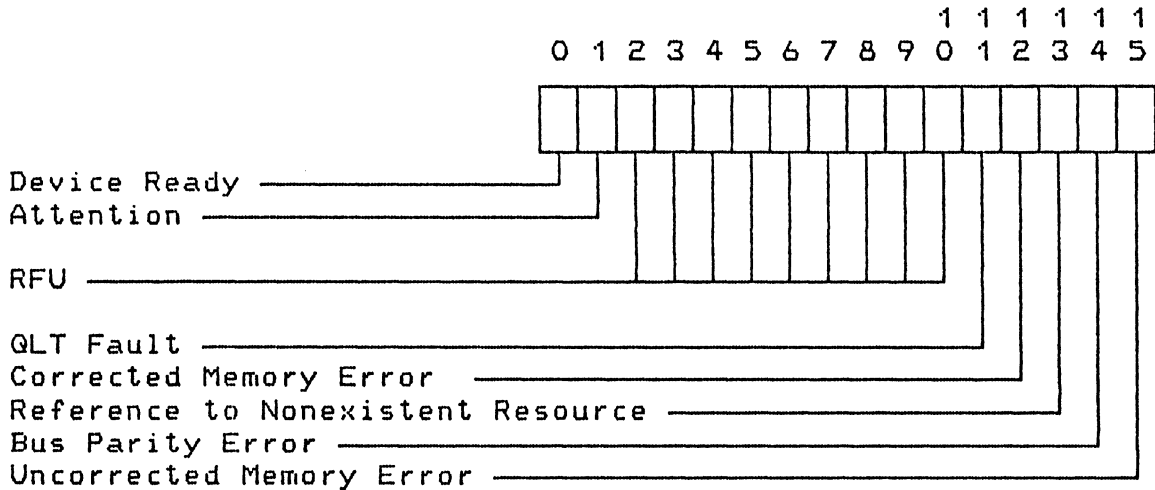 1 1 1 1 1 1
0 1 2 3 4 5 6 7 8 9 0 1 2 3 4 5
Device Ready
Attention
RFU
QLT Fault
Corrected Memory Error
Reference to Nonexistent Resource
Bus Parity Error
Uncorrected Memory Error